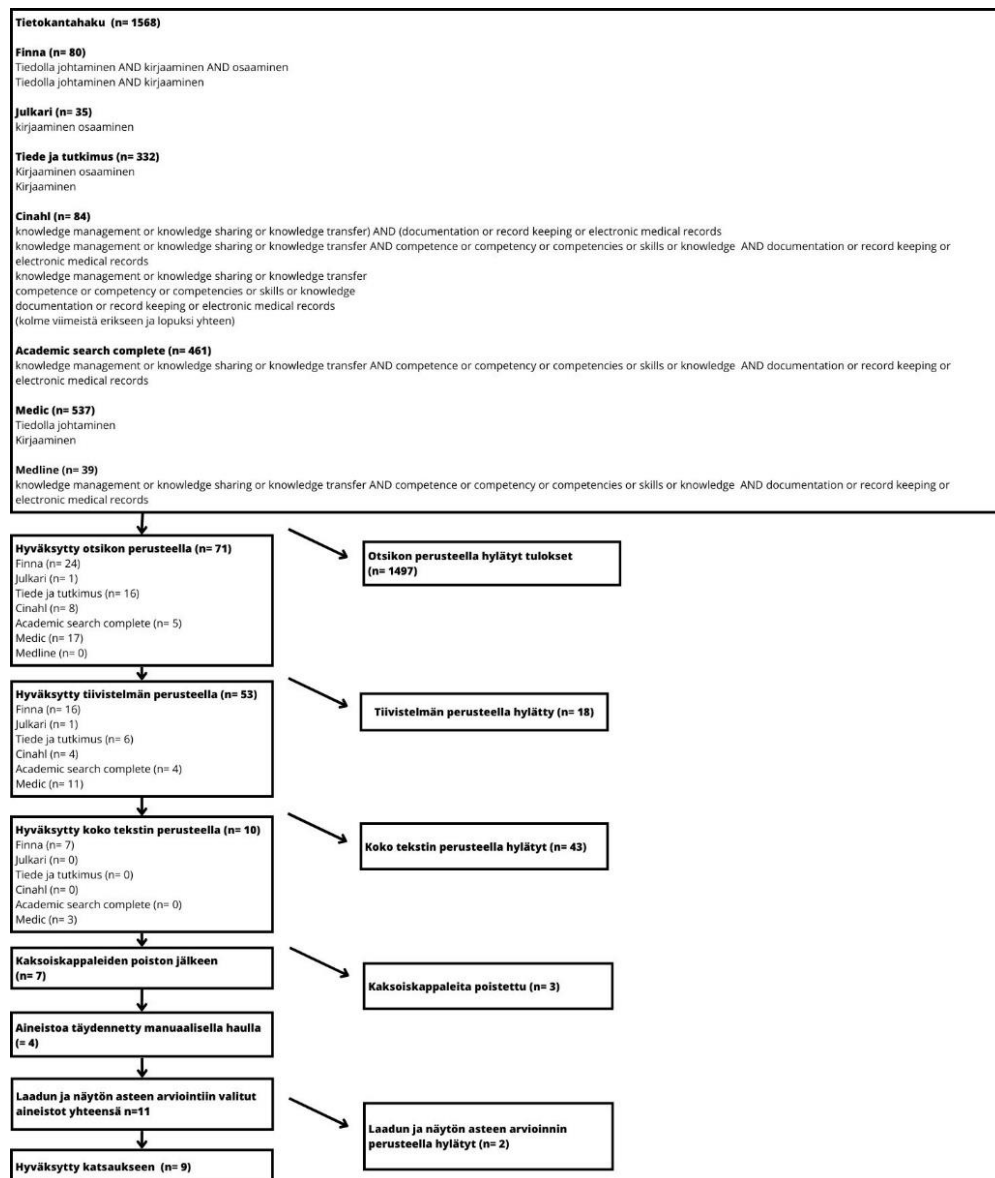 Tietokantahaku (n= 1568)
Finna (n= 80)
Tiedolla johtaminen AND kirjaaminen AND osaaminen
Tiedolla johtaminen AND kirjaaminen
Julkari (n= 35)
kirjaaminen osaaminen
Tiede ja tutkimus (n= 332)
Kirjaaminen osaaminen
Kirjaaminen
Cinahl (n= 84)
knowledge management or knowledge sharing or knowledge transfer) AND (documentation or record keeping or electronic medical records
knowledge management or knowledge sharing or knowledge transfer AND competence or competency or competencies or skills or knowledge AND documentation or record keeping or
electronic medical records
knowledge management or knowledge sharing or knowledge transfer
competence or competency or competencies or skills or knowledge
documentation or record keeping or electronic medical records
(kolme viimeistä erikseen ja lopuksi yhteen)
Academic search complete (n= 461)
knowledge management or knowledge sharing or knowledge transfer AND competence or competency or competencies or skills or knowledge AND documentation or record keeping or
electronic medical records
Medic (n= 537)
Tiedolla johtaminen
Kirjaaminen
Medline (n= 39)
knowledge management or knowledge sharing or knowledge transfer AND competence or competency or competencies or skills or knowledge AND documentation or record keeping or
electronic medical records
Hyväksytty otsikon perusteella (n= 71)
Finna (n= 24)
Julkari (n= 1)
Tiede ja tutkimus (n= 16)
Cinahl (n= 8)
Academic search complete (n= 5)
Medic (n= 17)
Medline (n= 0)
Otsikon perusteella hylätyt tulokset
(n= 1497)
Hyväksytty tiivistelmän perusteella (n= 53)
Finna (n= 16)
Julkari (n= 1)
Tiede ja tutkimus (n= 6)
Cinahl (n= 4)
Academic search complete (n= 4)
Medic (n= 11)
Tiivistelmän perusteella hylätty (n= 18)
Hyväksytty koko tekstin perusteella (n= 10)
Finna (n= 7)
Julkari (n= 0)
Tiede ja tutkimus (n= 0)
Cinahl (n= 0)
Academic search complete (n= 0)
Medic (n= 3)
Koko tekstin perusteella hylätyt (n= 43)
Kaksoiskappaleiden poiston jälkeen
(n= 7)
Kaksoiskappaleita poistettu (n= 3)
Aineistoa täydennetty manuaalisella haulla
(= 4)
Laadun ja näytön asteen arviointiin valitut
aineistot yhteensä n=11
Laadun ja näytön asteen arvioinnin
perusteella hylätyt (n= 2)
Hyväksytty katsaukseen (n= 9)